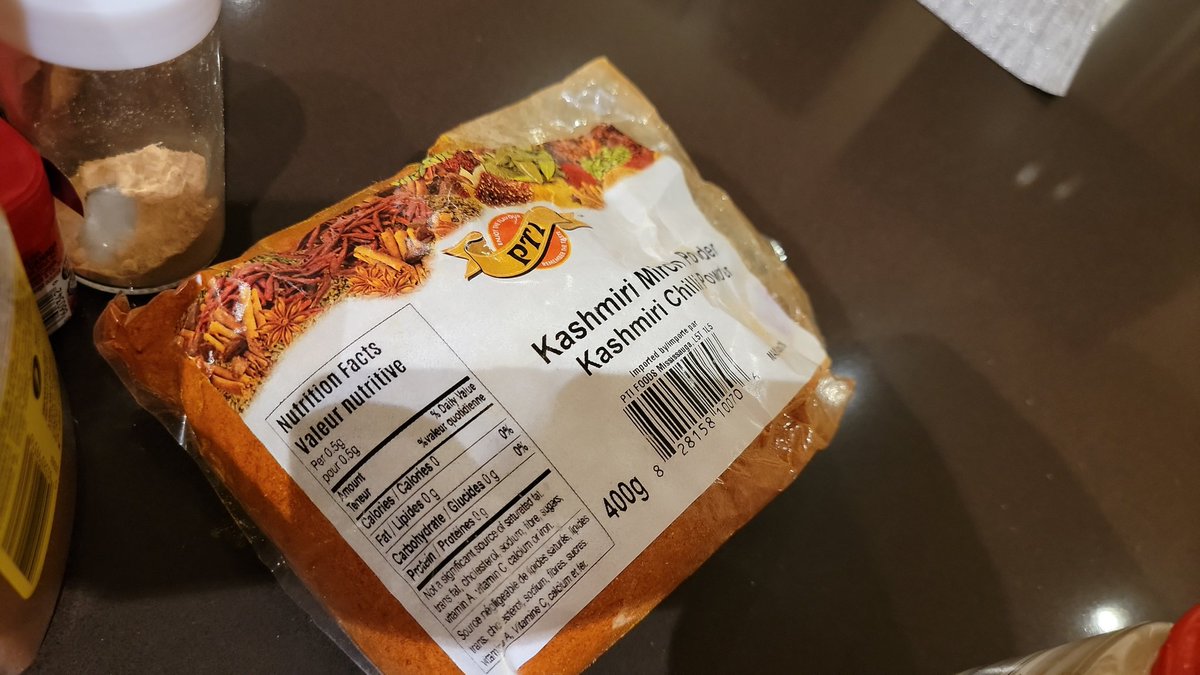 PTI
Kashmiri Mirch Powder
Kashmiri Chilli Powder
Imported by/Importe par
PTI FOODS Mississauga, L5T 1L5
8 28158 10070
400g
Nutrition Facts
Valeur nutritive
Per 0.5g
pour 0.5g
Amount % Daily Value
Teneur % valeur quotidienne
Calories / Calories 0
Fat / Lipides 0 g 0%
Carbohydrate / Glucides 0 g 0%
Protein / Protéines 0 g
Not a significant source of saturated fat,
trans fat, cholesterol, sodium, fibre, sugars,
vitamin A, vitamin C, calcium or iron.
Source négligeable de lipides saturés, lipides
trans, cholesterol, sodium, fibres, sucres
vitamine A, Vitamine C, calcium et fer.